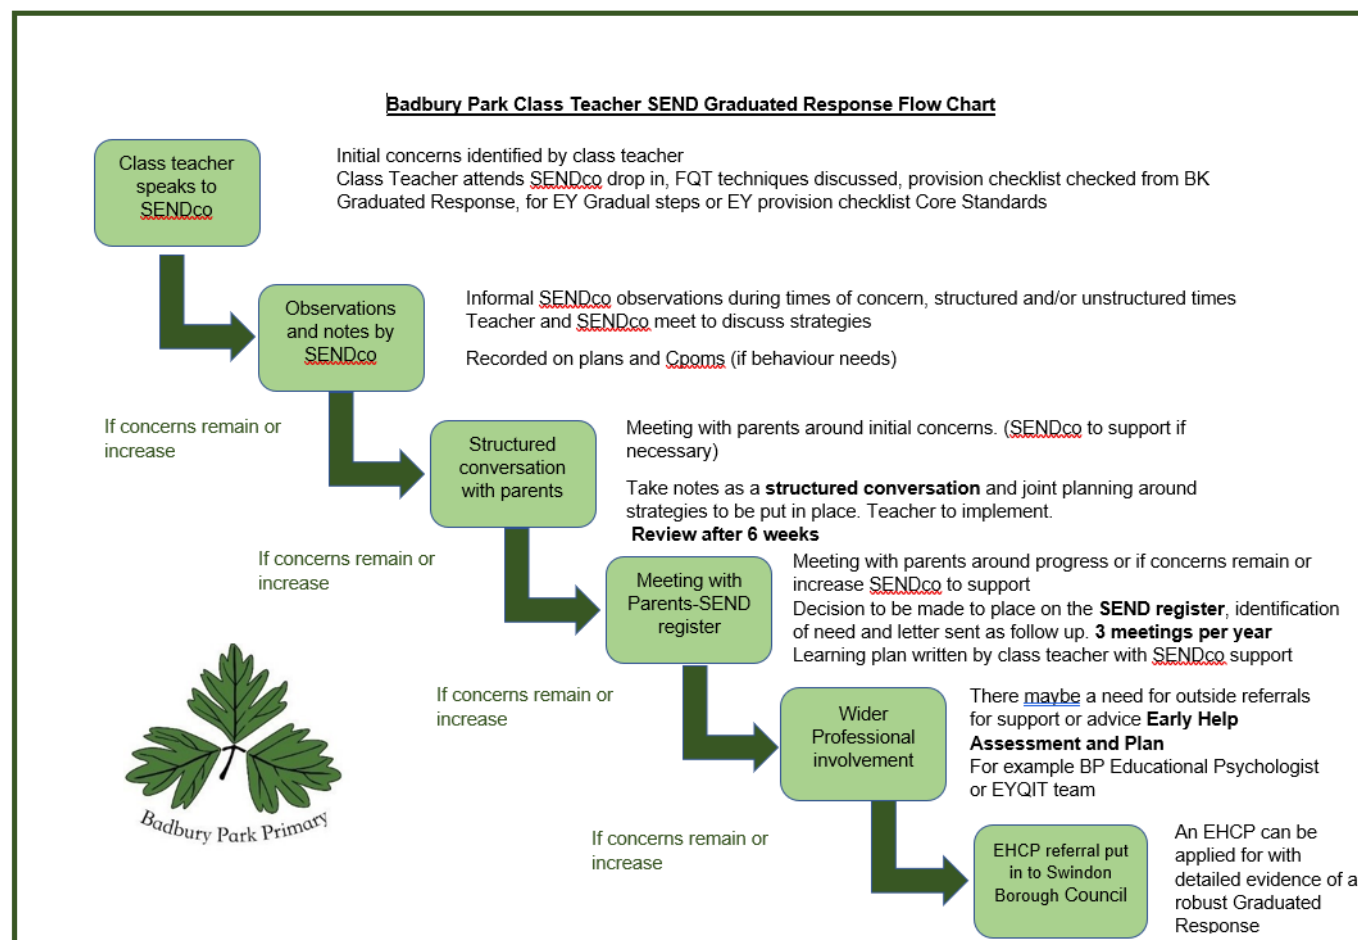 Badbury Park Class Teacher SEND Graduated Response Flow Chart
Class teacher
speaks to
SENDco
Initial concerns identified by class teacher
Class Teacher attends SENDco drop in, FQT techniques discussed, provision checklist checked from BK
Graduated Response, for EY Gradual steps or EY provision checklist Core Standards
Observations
and notes by
SENDco
Informal SENDco observations during times of concern, structured and/or unstructured times
Teacher and SENDco meet to discuss strategies
Recorded on plans and Cpoms (if behaviour needs)
If concerns remain or
increase
Structured
conversation
with parents
Meeting with parents around initial concerns. (SENDco to support if
necessary)
Take notes as a structured conversation and joint planning around
strategies to be put in place. Teacher to implement.
Review after 6 weeks
If concerns remain or
increase
Meeting with
Parents-SEND
register
Meeting with parents around progress or if concerns remain or
increase SENDco to support
Decision to be made to place on the SEND register, identification
of need and letter sent as follow up. 3 meetings per year
Learning plan written by class teacher with SENDco support
If concerns remain or
increase
Wider
Professional
involvement
There maybe a need for outside referrals
for support or advice Early Help
Assessment and Plan
For example BP Educational Psychologist
or EYQIT team
If concerns remain or
increase
EHCP referral put
in to Swindon
Borough Council
An EHCP can be
applied for with
detailed evidence of a
robust Graduated
Response
Badbury Park Primary